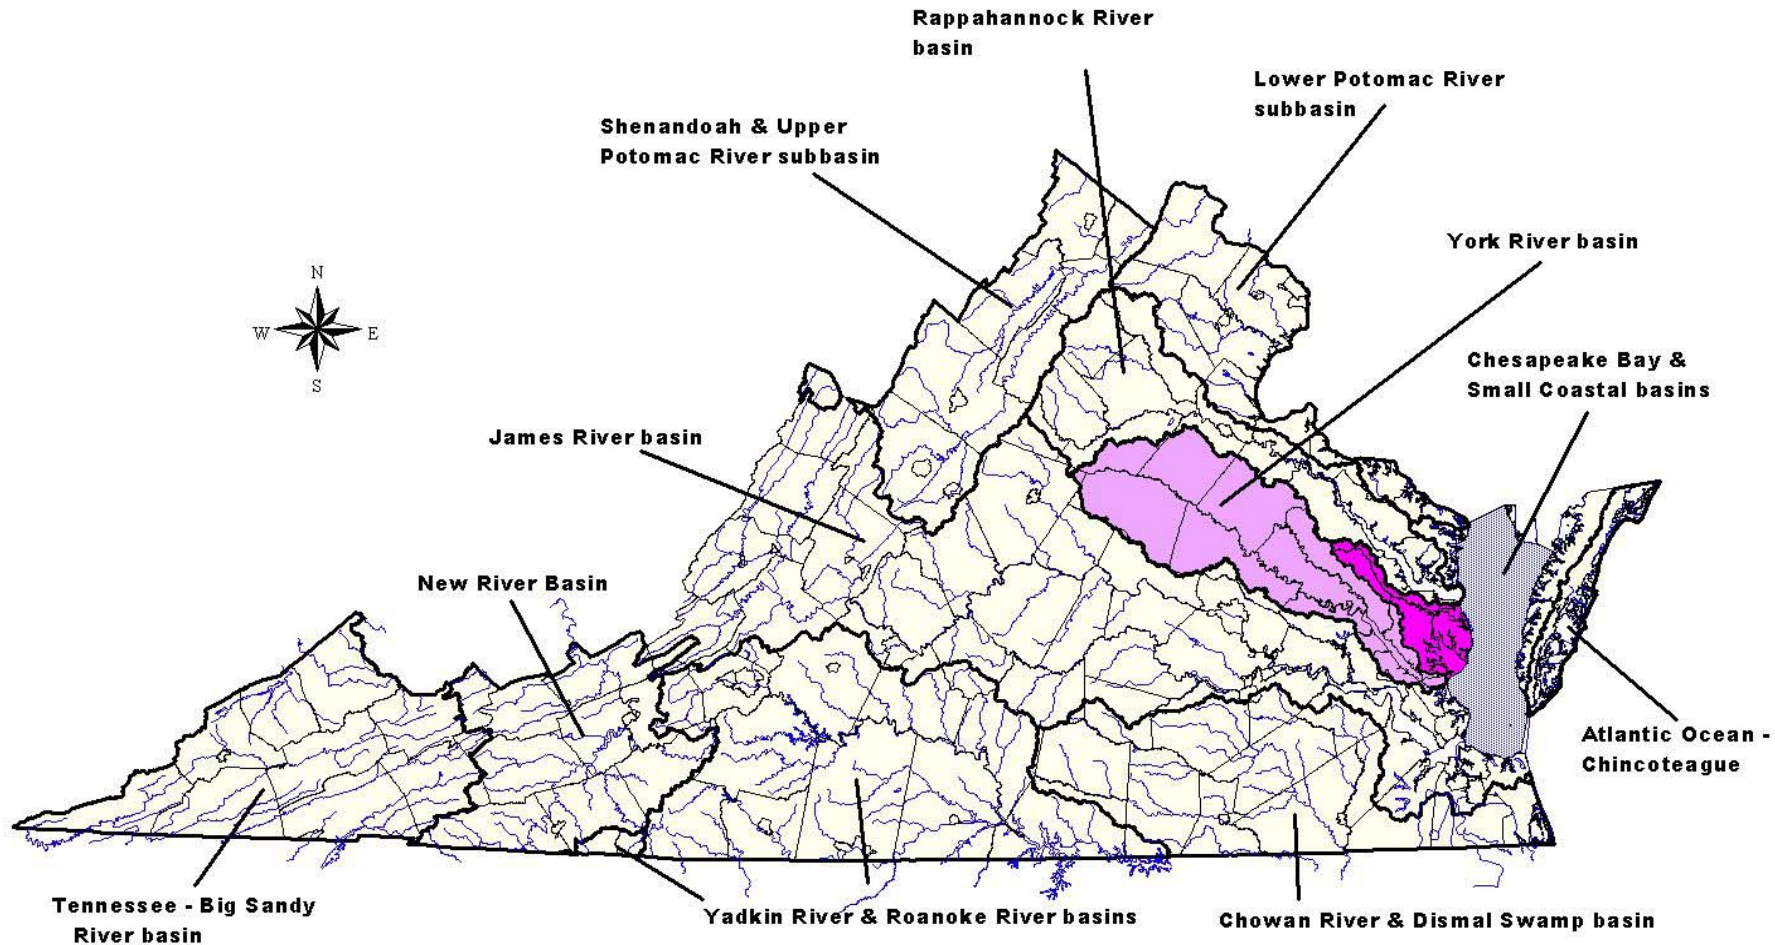 Rappahannock River
basin
Lower Potomac River
subbasin
Shenandoah & Upper
Potomac River subbasin
York River basin
N
W
E
S
Chesapeake Bay &
Small Coastal basins
James River basin
New River Basin
Atlantic Ocean -
Chincoteague
Tennessee - Big Sandy
River basin
Yadkin River & Roanoke River basins
Chowan River & Dismal Swamp basin